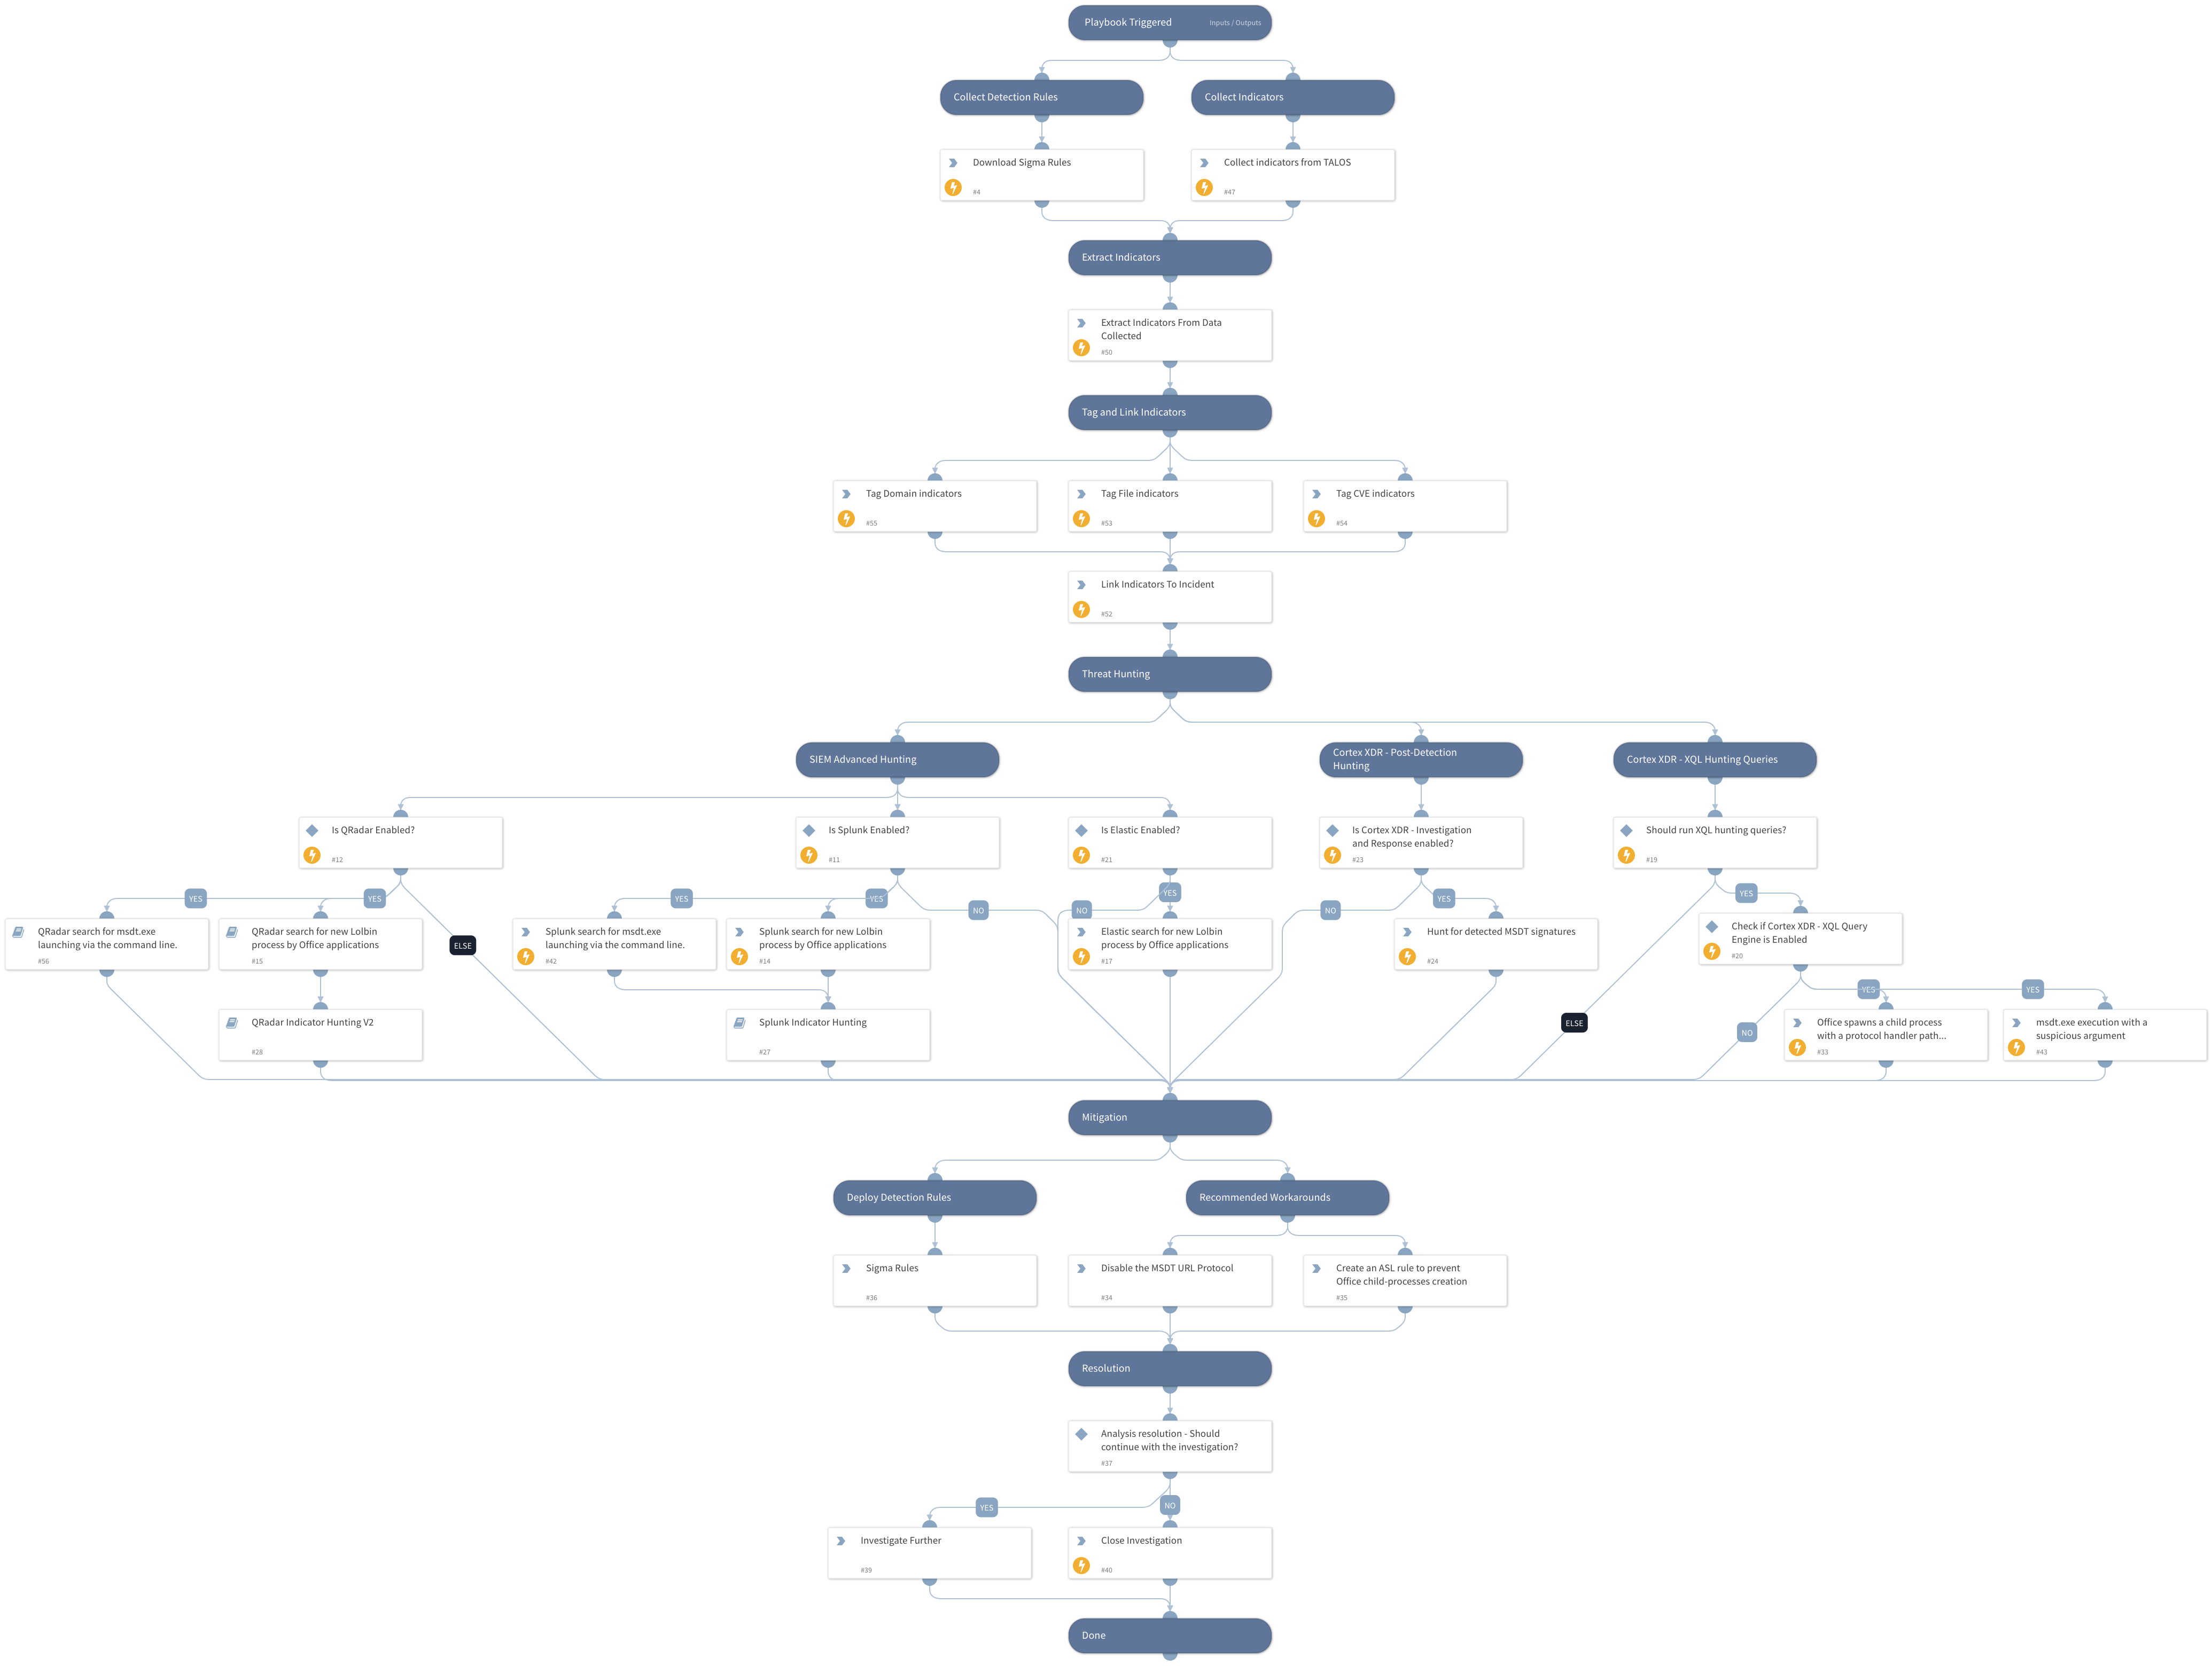 Playbook Triggered
Inputs / Outputs
Collect Detection Rules
Collect Indicators
Download Sigma Rules
#4
Collect indicators from TALOS
#47
Extract Indicators
Extract Indicators From Data
Collected
#50
Tag and Link Indicators
Tag Domain indicators
#55
Tag File indicators
#53
Tag CVE indicators
#54
Link Indicators To Incident
#52
Threat Hunting
SIEM Advanced Hunting
Cortex XDR - Post-Detection
Hunting
Cortex XDR - XQL Hunting Queries
Is QRadar Enabled?
#12
Is Splunk Enabled?
#11
Is Elastic Enabled?
#21
Is Cortex XDR - Investigation
and Response enabled?
#23
Should run XQL hunting queries?
#19
YES
YES
ELSE
YES
YES
NO
NO
YES
NO
YES
ELSE
YES
QRadar search for msdt.exe
launching via the command line.
#56
QRadar search for new Lolbin
process by Office applications
#15
Splunk search for msdt.exe
launching via the command line.
#42
Splunk search for new Lolbin
process by Office applications
#14
Elastic search for new Lolbin
process by Office applications
#17
Hunt for detected MSDT signatures
#24
Check if Cortex XDR - XQL Query
Engine is Enabled
#20
NO
YES
YES
QRadar Indicator Hunting V2
#28
Splunk Indicator Hunting
#27
Office spawns a child process
with a protocol handler path...
#33
msdt.exe execution with a
suspicious argument
#43
Mitigation
Deploy Detection Rules
Recommended Workarounds
Sigma Rules
#36
Disable the MSDT URL Protocol
#34
Create an ASL rule to prevent
Office child-processes creation
#35
Resolution
Analysis resolution - Should
continue with the investigation?
#37
YES
NO
Investigate Further
#39
Close Investigation
#40
Done